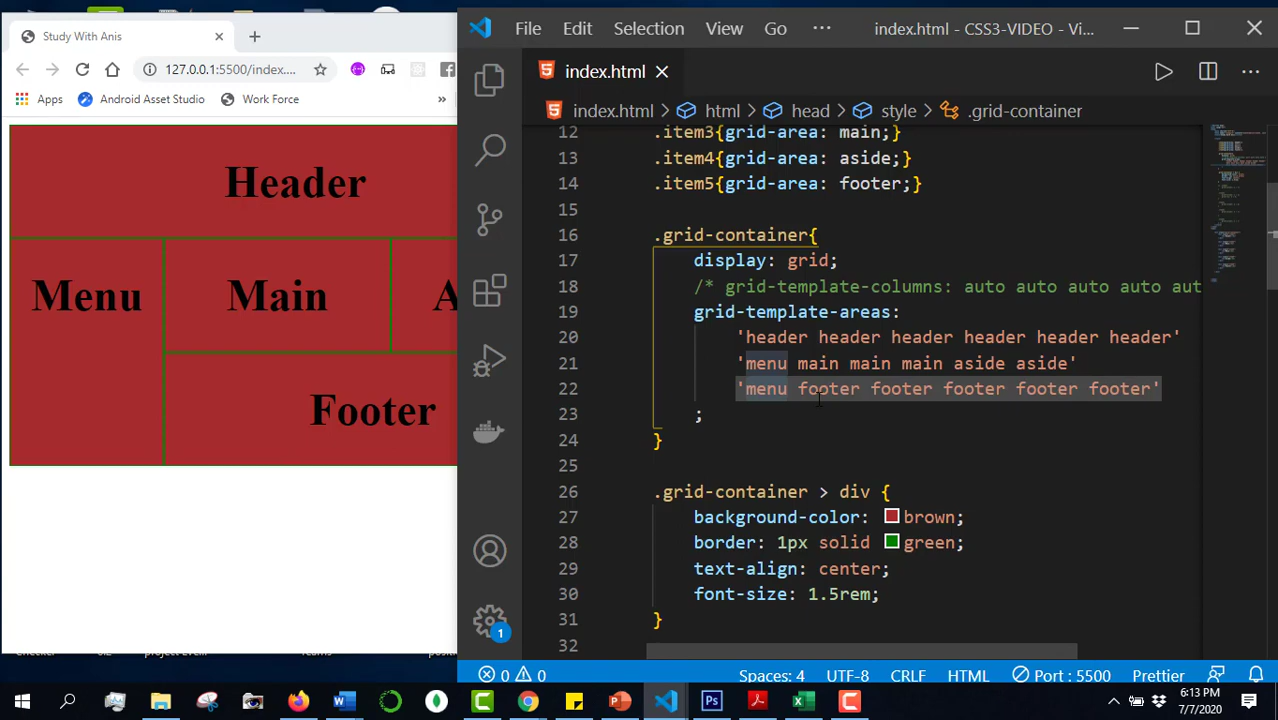 Study With Anis
127.0.0.1:5500/index....
Apps
Android Asset Studio
Work Force
»
Header
Menu
Main
A
Footer
File Edit Selection View Go ···
index.html - CSS3-VIDEO - Vi...
index.html
index.html > html > head > style > .grid-container
12 .item3{grid-area: main;}
13 .item4{grid-area: aside;}
14 .item5{grid-area: footer;}
15
16 .grid-container{
17 display: grid;
18 /* grid-template-columns: auto auto auto auto aut
19 grid-template-areas:
20 'header header header header header header'
21 'menu main main main aside aside'
22 'menu footer footer footer footer footer'
23 ;
24 }
25
26 .grid-container > div {
27 background-color: brown;
28 border: 1px solid green;
29 text-align: center;
30 font-size: 1.5rem;
31 }
32
1
0 0 Spaces: 4 UTF-8 CRLF HTML Port : 5500 Prettier
6:13 PM
7/7/2020